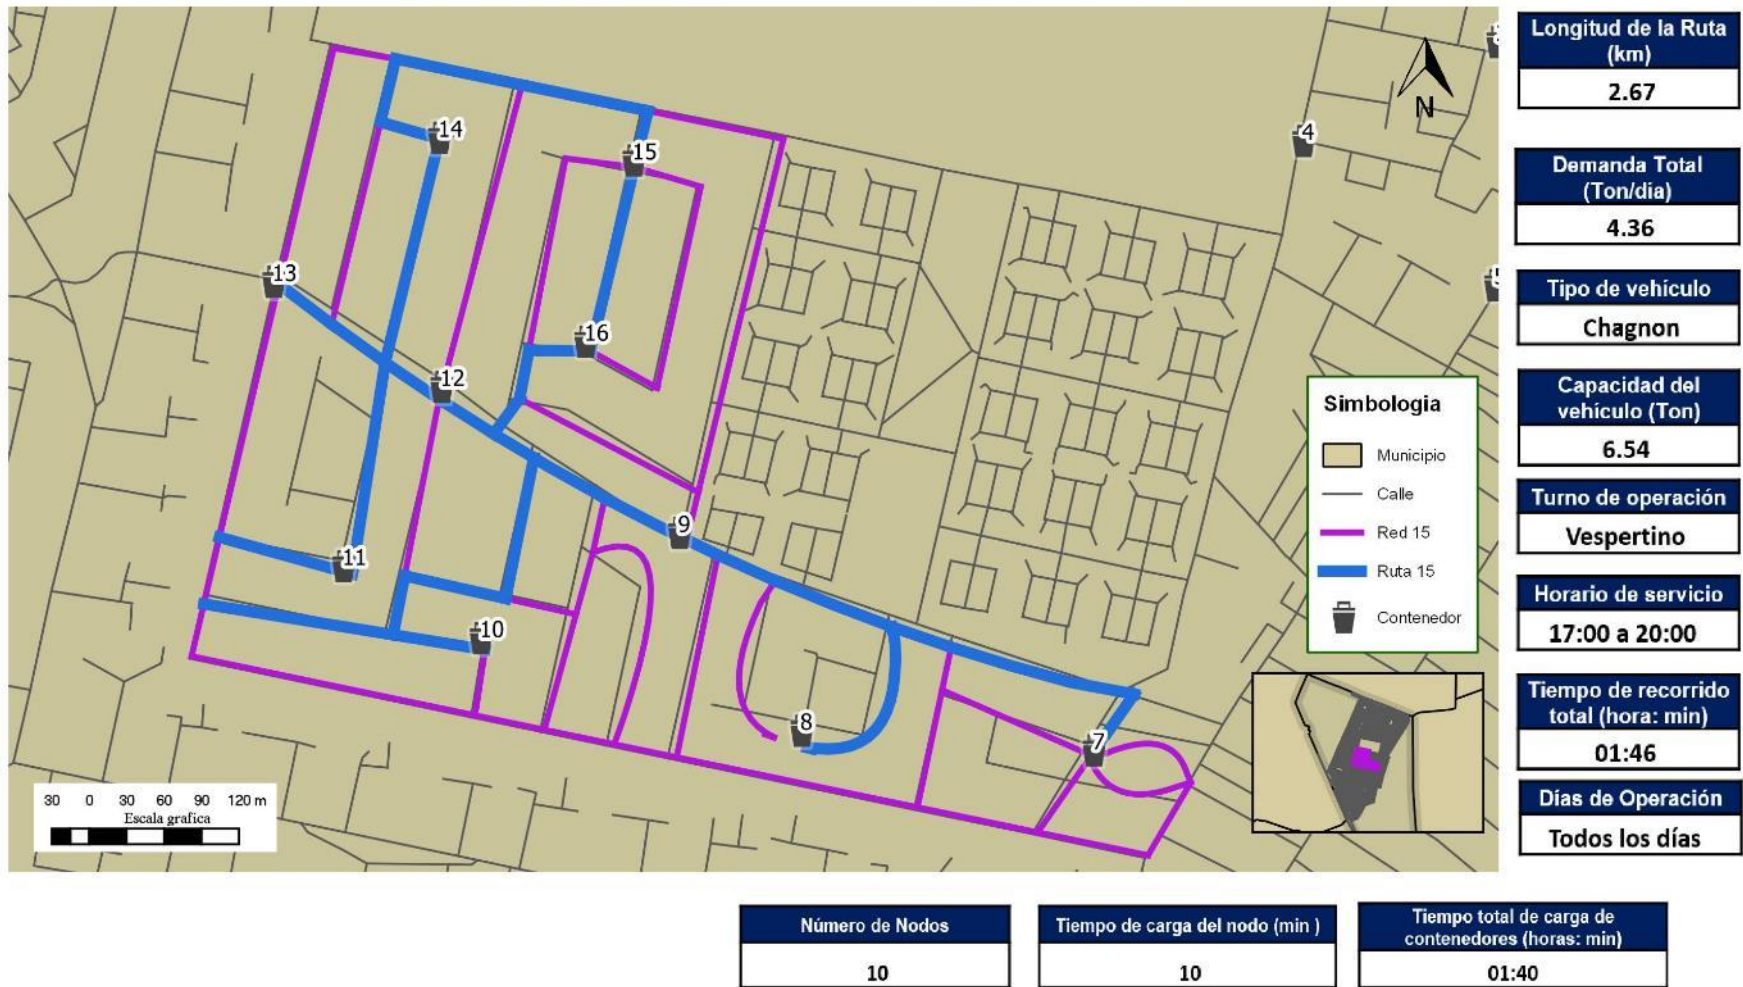 14
15
4
13
16
12
9
11
10
8
7
N
Simbologia
Municipio
Calle
Red 15
Ruta 15
Contenedor
30 0 30 60 90 120 m
Escala grafica
Longitud de la Ruta
(km)
2.67
Demanda Total
(Ton/dia)
4.36
Tipo de vehículo
Chagnon
Capacidad del
vehículo (Ton)
6.54
Turno de operación
Vespertino
Horario de servicio
17:00 a 20:00
Tiempo de recorrido
total (hora: min)
01:46
Días de Operación
Todos los días
Número de Nodos
10
Tiempo de carga del nodo (min )
10
Tiempo total de carga de
contenedores (horas: min)
01:40